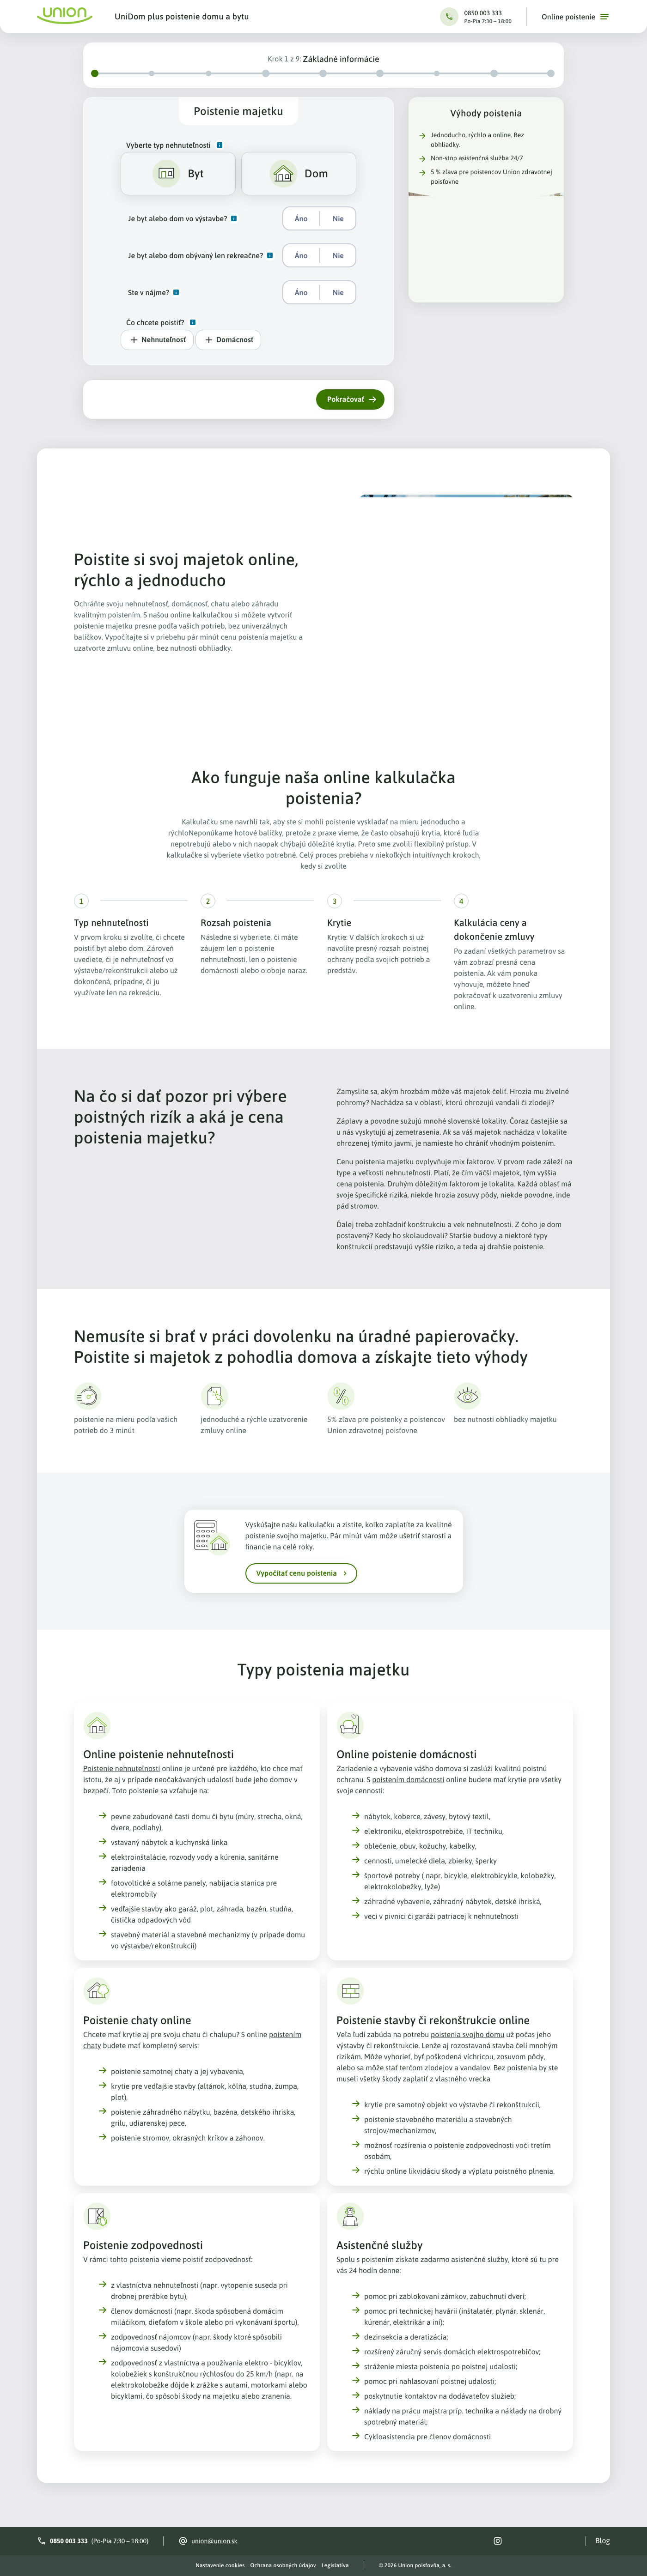 union
UniDom plus poistenie domu a bytu
0850 003 333
Po-Pia 7:30 – 18:00
Online poistenie
Krok 1 z 9: Základné informácie
Poistenie majetku
Vyberte typ nehnuteľnosti
Byt
Dom
Je byt alebo dom vo výstavbe?
Áno
Nie
Je byt alebo dom obývaný len rekreačne?
Áno
Nie
Ste v nájme?
Áno
Nie
Čo chcete poistiť?
Nehnuteľnosť
Domácnosť
Pokračovať
Výhody poistenia
Jednoducho, rýchlo a online. Bez
obhliadky.
Non-stop asistenčná služba 24/7
5 % zľava pre poistencov Union zdravotnej
poisťovne
Poistite si svoj majetok online,
rýchlo a jednoducho
Ochráňte svoju nehnuteľnosť, domácnosť, chatu alebo záhradu
kvalitným poistením. S našou online kalkulačkou si môžete vytvoriť
poistenie majetku presne podľa vašich potrieb, bez univerzálnych
balíčkov. Vypočítajte si v priebehu pár minút cenu poistenia majetku a
uzatvorte zmluvu online, bez nutnosti obhliadky.
Ako funguje naša online kalkulačka
poistenia?
Kalkulačku sme navrhli tak, aby ste si mohli poistenie vyskladať na mieru jednoducho a
rýchloNeponúkame hotové balíčky, pretože z praxe vieme, že často obsahujú krytia, ktoré ľudia
nepotrebujú alebo v nich naopak chýbajú dôležité krytia. Preto sme zvolili flexibilný prístup. V
kalkulačke si vyberiete všetko potrebné. Celý proces prebieha v niekoľkých intuitívnych krokoch,
kedy si zvolíte
1
Typ nehnuteľnosti
V prvom kroku si zvolíte, či chcete
poistiť byt alebo dom. Zároveň
uvediete, či je nehnuteľnosť vo
výstavbe/rekonštrukcii alebo už
dokončená, prípadne, či ju
využívate len na rekreáciu.
2
Rozsah poistenia
Následne si vyberiete, či máte
záujem len o poistenie
nehnuteľnosti, len o poistenie
domácnosti alebo o oboje naraz.
3
Krytie
Krytie: V ďalších krokoch si už
navolíte presný rozsah poistnej
ochrany podľa svojich potrieb a
predstáv.
4
Kalkulácia ceny a
dokončenie zmluvy
Po zadaní všetkých parametrov sa
vám zobrazí presná cena
poistenia. Ak vám ponuka
vyhovuje, môžete hneď
pokračovať k uzatvoreniu zmluvy
online.
Na čo si dať pozor pri výbere
poistných rizík a aká je cena
poistenia majetku?
Zamyslite sa, akým hrozbám môže váš majetok čeliť. Hrozia mu živelné
pohromy? Nachádza sa v oblasti, ktorú ohrozujú vandali či zlodeji?
Záplavy a povodne sužujú mnohé slovenské lokality. Čoraz častejšie sa
u nás vyskytujú aj zemetrasenia. Ak sa váš majetok nachádza v lokalite
ohrozenej týmito javmi, je namieste ho chrániť vhodným poistením.
Cenu poistenia majetku ovplyvňuje mix faktorov. V prvom rade záleží na
type a veľkosti nehnuteľnosti. Platí, že čím väčší majetok, tým vyššia
cena poistenia. Druhým dôležitým faktorom je lokalita. Každá oblasť má
svoje špecifické riziká, niekde hrozia zosuvy pôdy, niekde povodne, inde
pád stromov.
Ďalej treba zohľadniť konštrukciu a vek nehnuteľnosti. Z čoho je dom
postavený? Kedy ho skolaudovali? Staršie budovy a niektoré typy
konštrukcií predstavujú vyššie riziko, a teda aj drahšie poistenie.
Nemusíte si brať v práci dovolenku na úradné papierovačky.
Poistite si majetok z pohodlia domova a získajte tieto výhody
poistenie na mieru podľa vašich
potrieb do 3 minút
jednoduché a rýchle uzatvorenie
zmluvy online
5% zľava pre poistenky a poistencov
Union zdravotnej poisťovne
bez nutnosti obhliadky majetku
Vyskúšajte našu kalkulačku a zistite, koľko zaplatíte za kvalitné
poistenie svojho majetku. Pár minút vám môže ušetriť starosti a
financie na celé roky.
Vypočítať cenu poistenia
Typy poistenia majetku
Online poistenie nehnuteľnosti
Poistenie nehnuteľnosti online je určené pre každého, kto chce mať
istotu, že aj v prípade neočakávaných udalostí bude jeho domov v
bezpečí. Toto poistenie sa vzťahuje na:
pevne zabudované časti domu či bytu (múry, strecha, okná,
dvere, podlahy),
vstavaný nábytok a kuchynská linka
elektroinštalácie, rozvody vody a kúrenia, sanitárne
zariadenia
fotovoltické a solárne panely, nabíjacia stanica pre
elektromobily
vedľajšie stavby ako garáž, plot, záhrada, bazén, studňa,
čistička odpadových vôd
stavebný materiál a stavebné mechanizmy (v prípade domu
vo výstavbe/rekonštrukcii)
Online poistenie domácnosti
Zariadenie a vybavenie vášho domova si zaslúži kvalitnú poistnú
ochranu. S poistením domácnosti online budete mať krytie pre všetky
svoje cennosti:
nábytok, koberce, závesy, bytový textil,
elektroniku, elektrospotrebiče, IT techniku,
oblečenie, obuv, kožuchy, kabelky,
cennosti, umelecké diela, zbierky, šperky
športové potreby ( napr. bicykle, elektrobicykle, kolobežky,
elektrokolobežky, lyže)
záhradné vybavenie, záhradný nábytok, detské ihriská,
veci v pivnici či garáži patriacej k nehnuteľnosti
Poistenie chaty online
Chcete mať krytie aj pre svoju chatu či chalupu? S online poistením
chaty budete mať kompletný servis:
poistenie samotnej chaty a jej vybavenia,
krytie pre vedľajšie stavby (altánok, kôlňa, studňa, žumpa,
plot),
poistenie záhradného nábytku, bazéna, detského ihriska,
grilu, udiarenskej pece,
poistenie stromov, okrasných kríkov a záhonov.
Poistenie stavby či rekonštrukcie online
Veľa ľudí zabúda na potrebu poistenia svojho domu už počas jeho
výstavby či rekonštrukcie. Lenže aj rozostavaná stavba čelí mnohým
rizikám. Môže vyhorieť, byť poškodená víchricou, zosuvom pôdy,
alebo sa môže stať terčom zlodejov a vandalov. Bez poistenia by ste
museli všetky škody zaplatiť z vlastného vrecka
krytie pre samotný objekt vo výstavbe či rekonštrukcii,
poistenie stavebného materiálu a stavebných
strojov/mechanizmov,
možnosť rozšírenia o poistenie zodpovednosti voči tretím
osobám,
rýchlu online likvidáciu škody a výplatu poistného plnenia.
Poistenie zodpovednosti
V rámci tohto poistenia vieme poistiť zodpovednosť:
z vlastníctva nehnuteľnosti (napr. vytopenie suseda pri
drobnej prerábke bytu),
členov domácnosti (napr. škoda spôsobená domácim
miláčikom, dieťaťom v škole alebo pri vykonávaní športu),
zodpovednosť nájomcov (napr. škody ktoré spôsobili
nájomcovia susedovi)
zodpovednosť z vlastníctva a používania elektro - bicyklov,
kolobežiek s konštrukčnou rýchlosťou do 25 km/h (napr. na
elektrokolobežke dôjde k zrážke s autami, motorkami alebo
bicyklami, čo spôsobí škody na majetku alebo zranenia.
Asistenčné služby
Spolu s poistením získate zadarmo asistenčné služby, ktoré sú tu pre
vás 24 hodín denne:
pomoc pri zablokovaní zámkov, zabuchnutí dverí;
pomoc pri technickej havárii (inštalatér, plynár, sklenár,
kúrenár, elektrikár a iní);
dezinsekcia a deratizácia;
rozšírený záručný servis domácich elektrospotrebičov;
stráženie miesta poistenia po poistnej udalosti;
pomoc pri nahlasovaní poistnej udalosti;
poskytnutie kontaktov na dodávateľov služieb;
náklady na prácu majstra príp. technika a náklady na drobný
spotrebný materiál;
Cykloasistencia pre členov domácnosti
0850 003 333 (Po-Pia 7:30 – 18:00)
union@union.sk
Blog
Nastavenie cookies
Ochrana osobných údajov
Legislatíva
© 2026 Union poisťovňa, a. s.